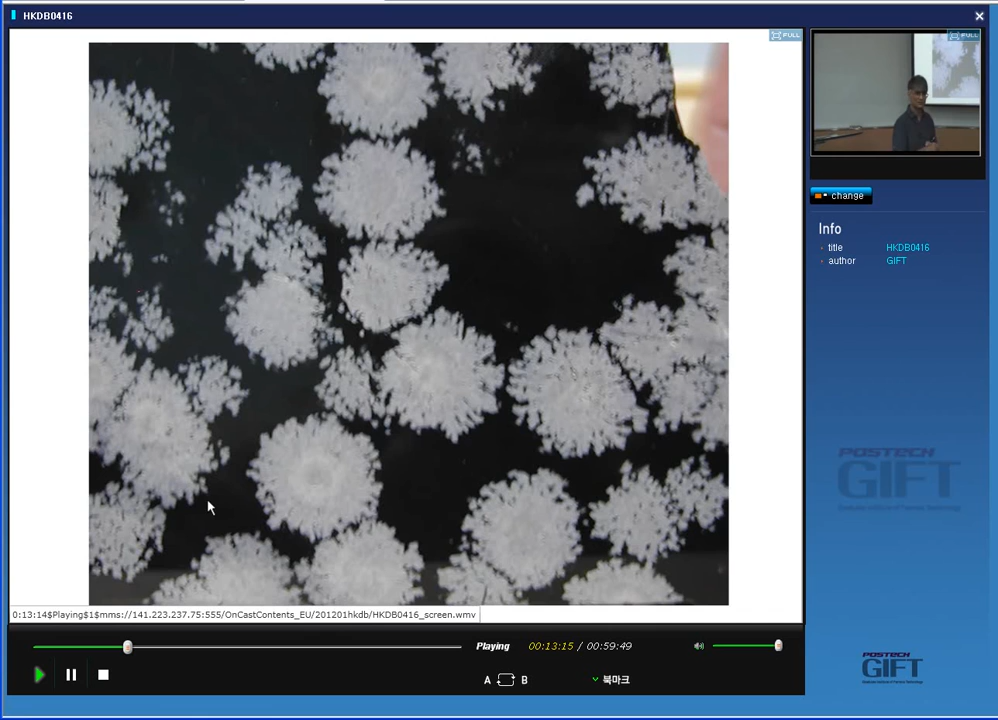 HKDB0416
FULL
FULL
change
Info
title HKDB0416
author GIFT
POSTECH
GIFT
0:13:14$Playing$1$mms://141.223.237.75:555/OnCastContents_EU/201201hkdb/HKDB0416_screen.wmv
Playing 00:13:15 / 00:59:49
A B 북마크
POSTECH
GIFT